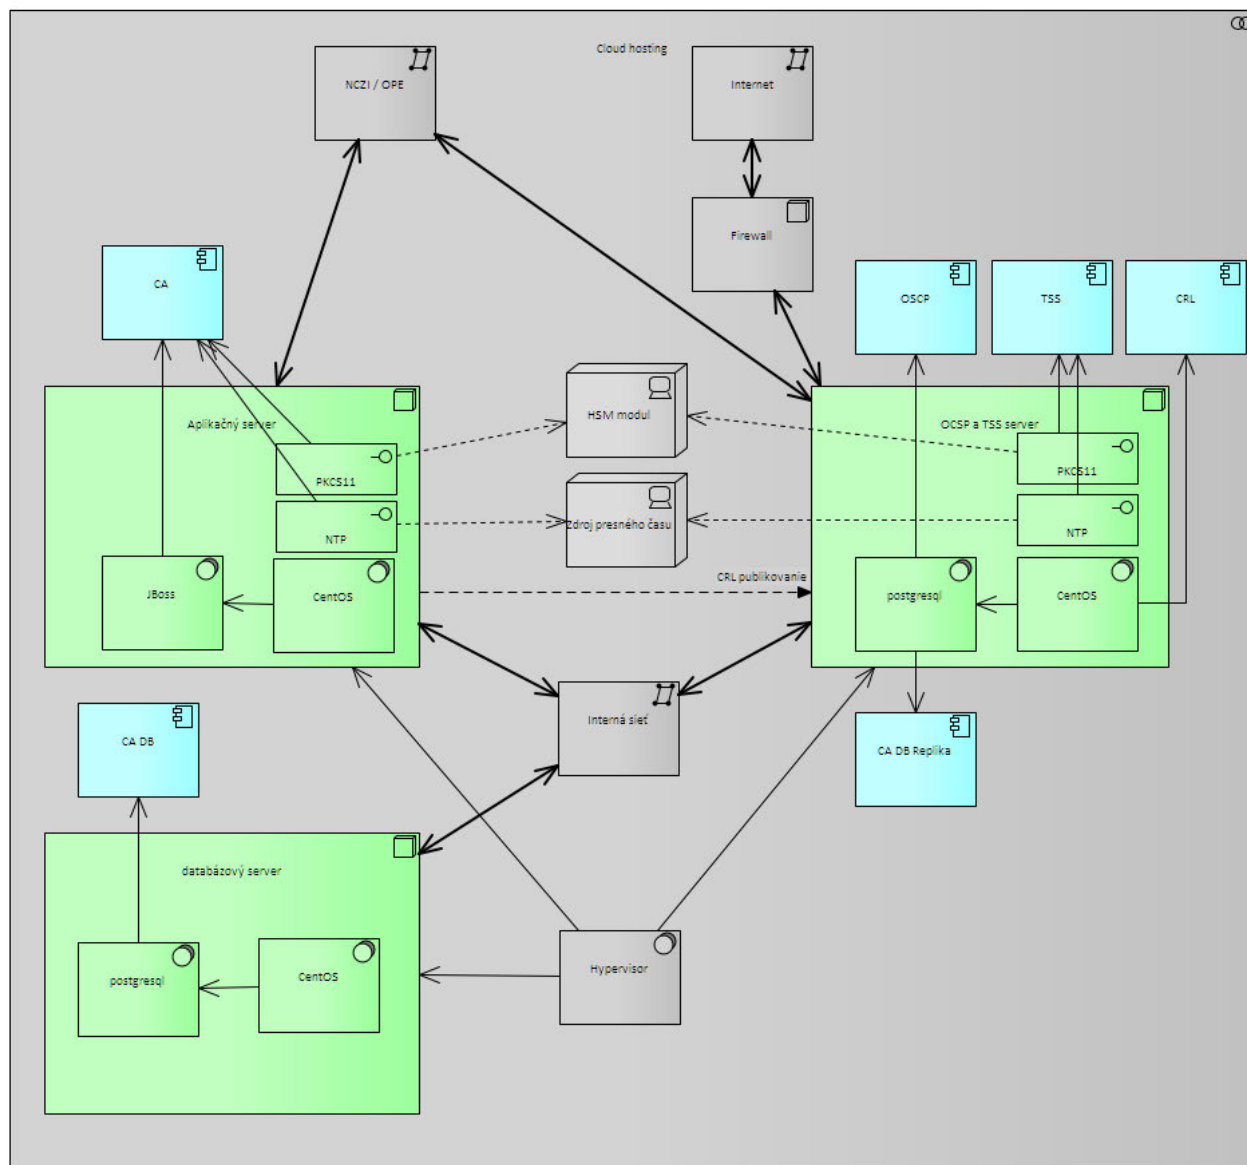 Cloud hosting
NCZI / OPE
Internet
Firewall
CA
OSCP
TSS
CRL
HSM modul
Aplikačný server
OCSP a TSS server
PKCS11
PKCS11
Zdroj presného času
NTP
NTP
CRL publikovanie
JBoss
CentOS
postgresql
CentOS
Interná sieť
CA DB
CA DB Replika
databázový server
postgresql
CentOS
Hypervisor